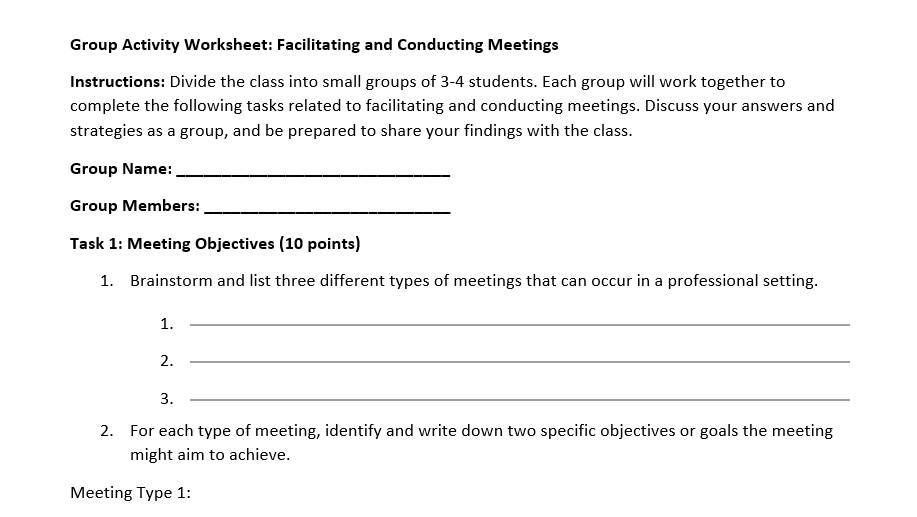 Group Activity Worksheet: Facilitating and Conducting Meetings
Instructions: Divide the class into small groups of 3-4 students. Each group will work together to
complete the following tasks related to facilitating and conducting meetings. Discuss your answers and
strategies as a group, and be prepared to share your findings with the class.
Group Name: ______________________________
Group Members: ___________________________
Task 1: Meeting Objectives (10 points)
1. Brainstorm and list three different types of meetings that can occur in a professional setting.
1.
2.
3.
2. For each type of meeting, identify and write down two specific objectives or goals the meeting
might aim to achieve.
Meeting Type 1: